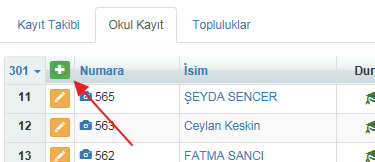 Kayıt Takibi Okul Kayıt Topluluklar
301 Numara İsim
11 565 ŞEYDA SENCER
12 563 Ceylan Keskin
13 562 FATMA SANCI